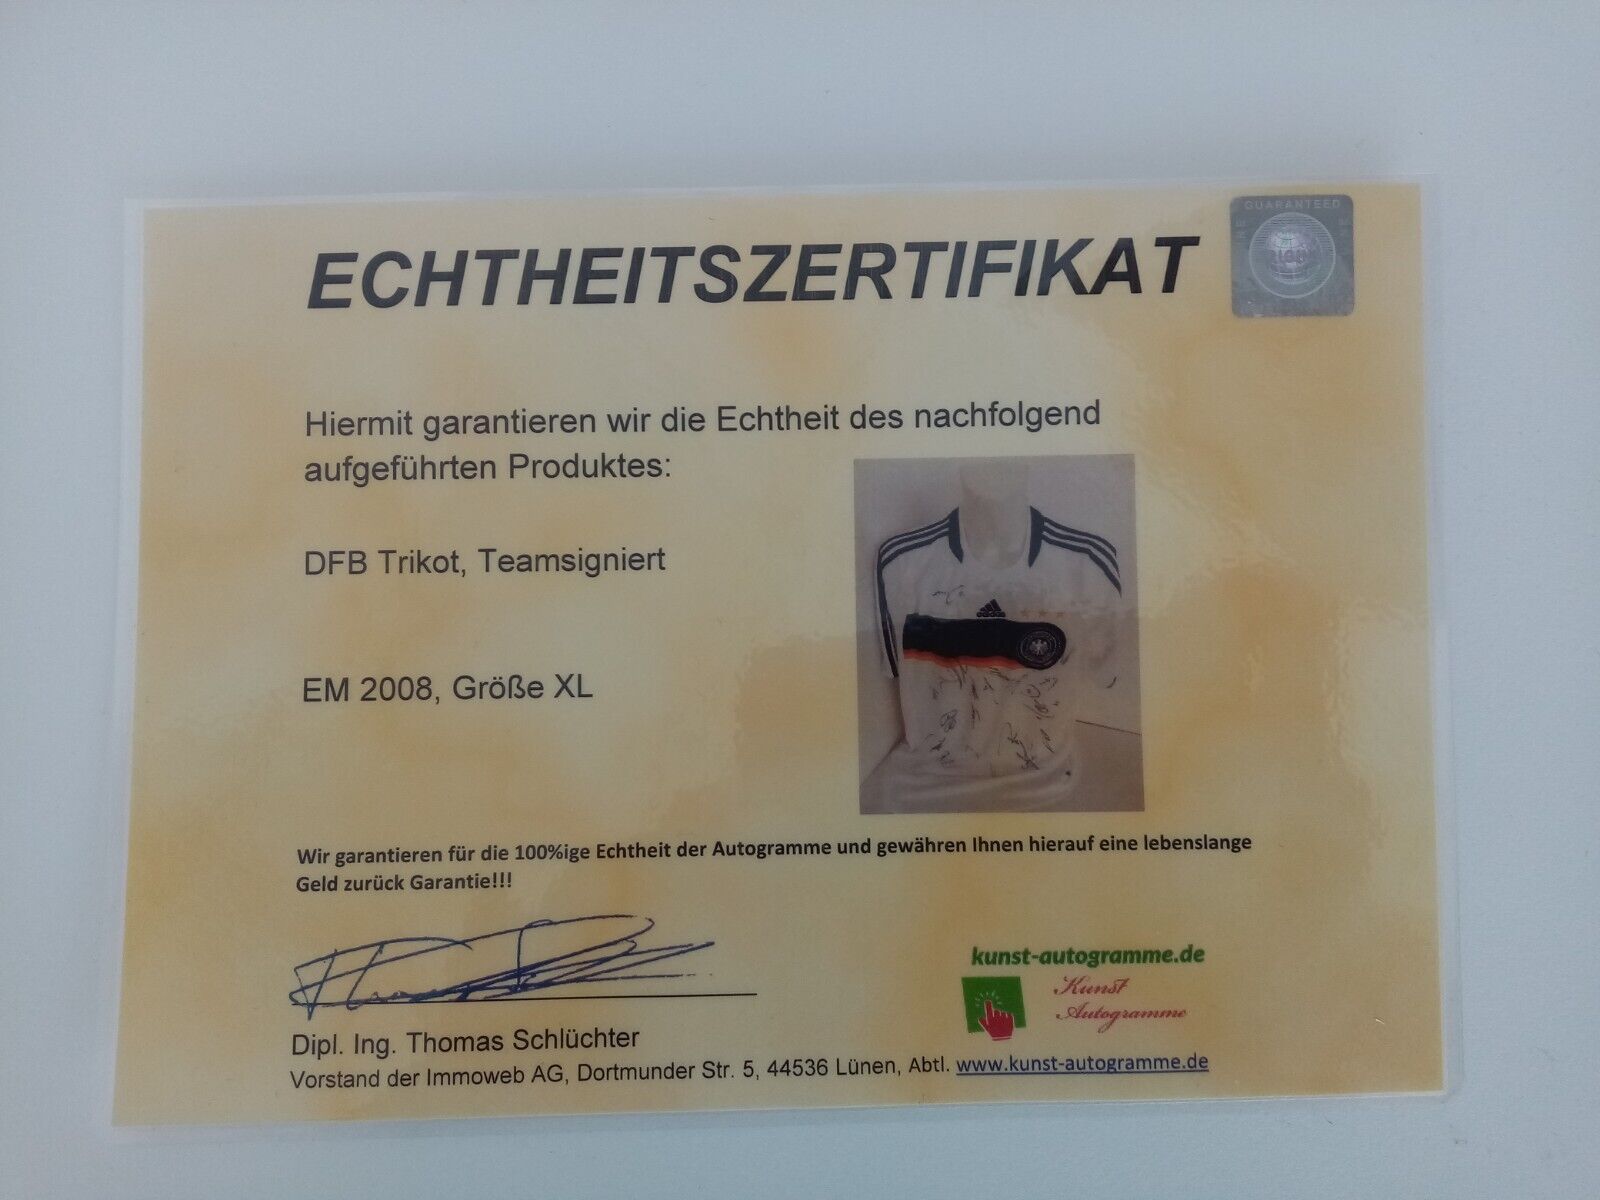 GUARANTEED
ECHTHEITSZERTIFIKAT
Hiermit garantieren wir die Echtheit des nachfolgend
aufgeführten Produktes:
DFB Trikot, Teamsigniert
EM 2008, Größe XL
adidas
Wir garantieren für die 100%ige Echtheit der Autogramme und gewähren Ihnen hierauf eine lebenslange
Geld zurück Garantie!!!
kunst-autogramme.de
Kunst
Autogramme
Dipl. Ing. Thomas Schlüchter
Vorstand der Immoweb AG, Dortmunder Str. 5, 44536 Lünen, Abtl. www.kunst-autogramme.de